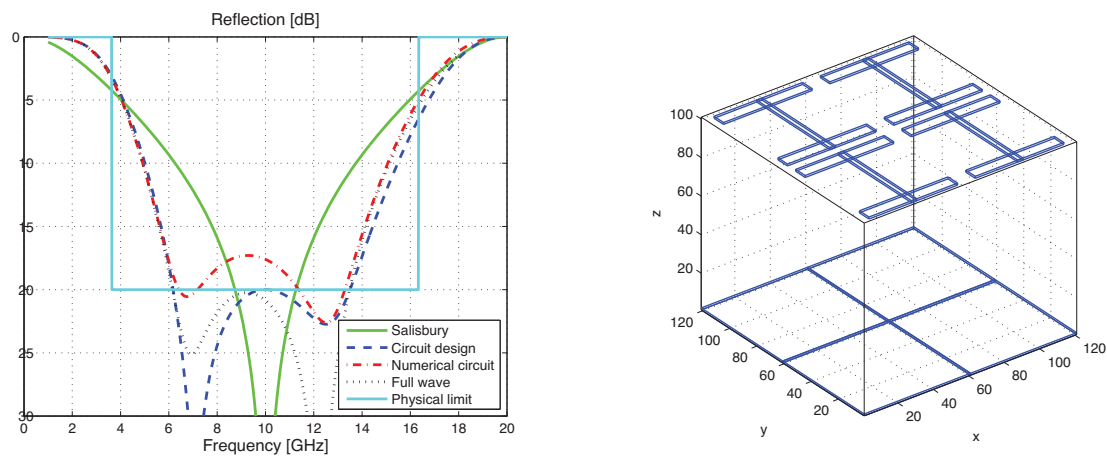 Reflection [dB]
0
5
10
15
20
25
30
0 2 4 6 8 10 12 14 16 18 20
Frequency [GHz]
Salisbury
Circuit design
Numerical circuit
Full wave
Physical limit
100
80
60
40
20
z
120
100
80
60
40
20
y
20
40
60
80
100
120
x